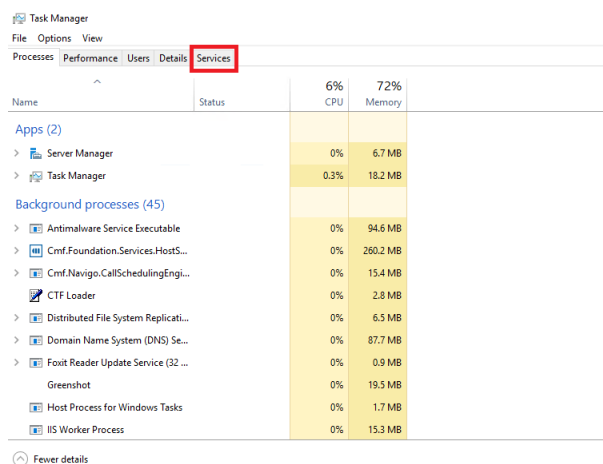 Task Manager
File Options View
Processes Performance Users Details Services
6% 72%
Name Status CPU Memory
Apps (2)
Server Manager 0% 6.7 MB
Task Manager 0.3% 18.2 MB
Background processes (45)
Antimalware Service Executable 0% 94.6 MB
Cmf.Foundation.Services.HostS... 0% 260.2 MB
Cmf.Navigo.CallSchedulingEngi... 0% 15.4 MB
CTF Loader 0% 2.8 MB
Distributed File System Replicati... 0% 6.5 MB
Domain Name System (DNS) Se... 0% 87.7 MB
Foxit Reader Update Service (32 ... 0% 0.9 MB
Greenshot 0% 19.5 MB
Host Process for Windows Tasks 0% 1.7 MB
IIS Worker Process 0% 15.3 MB
Fewer details